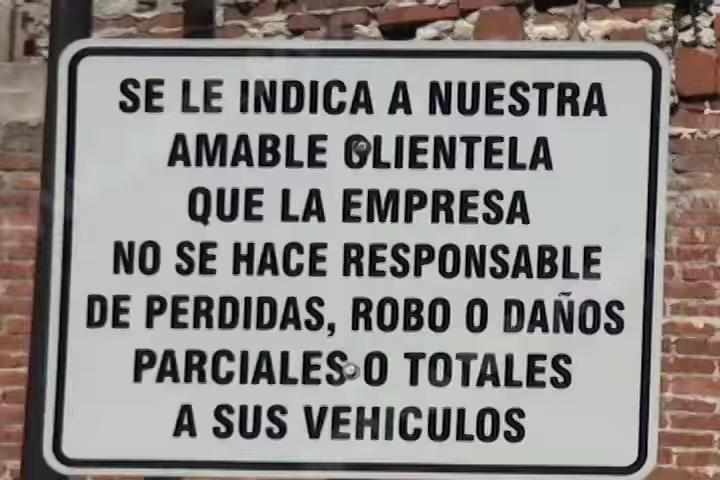 SE LE INDICA A NUESTRA
AMABLE CLIENTELA
QUE LA EMPRESA
NO SE HACE RESPONSABLE
DE PERDIDAS, ROBO O DAÑOS
PARCIALES O TOTALES
A SUS VEHICULOS